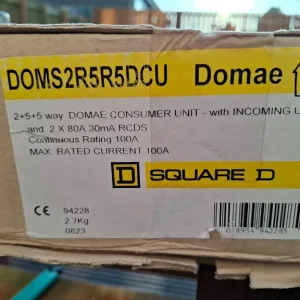 DOMS2R5R5DCU Domae
2+5+5 way DOMAE CONSUMER UNIT - with INCOMING
and 2 X 80A 30mA RCDS
Continuous Rating 100A
MAX RATED CURRENT 100A
D SQUARE D
CE 94228
2.7Kg
0823